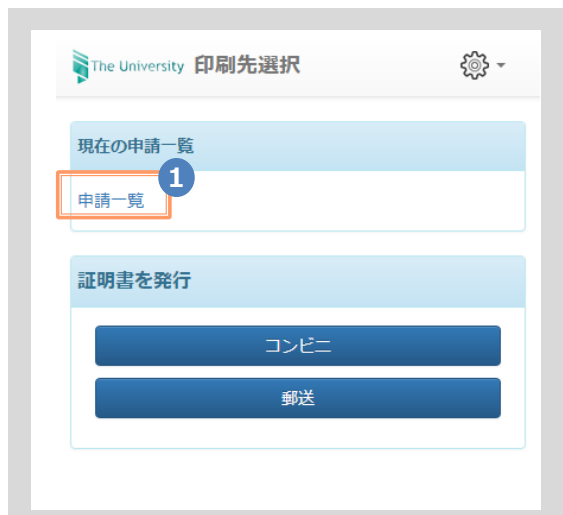 The University 印刷先選択
現在の申請一覧
1
申請一覧
証明書を発行
コンビニ
郵送